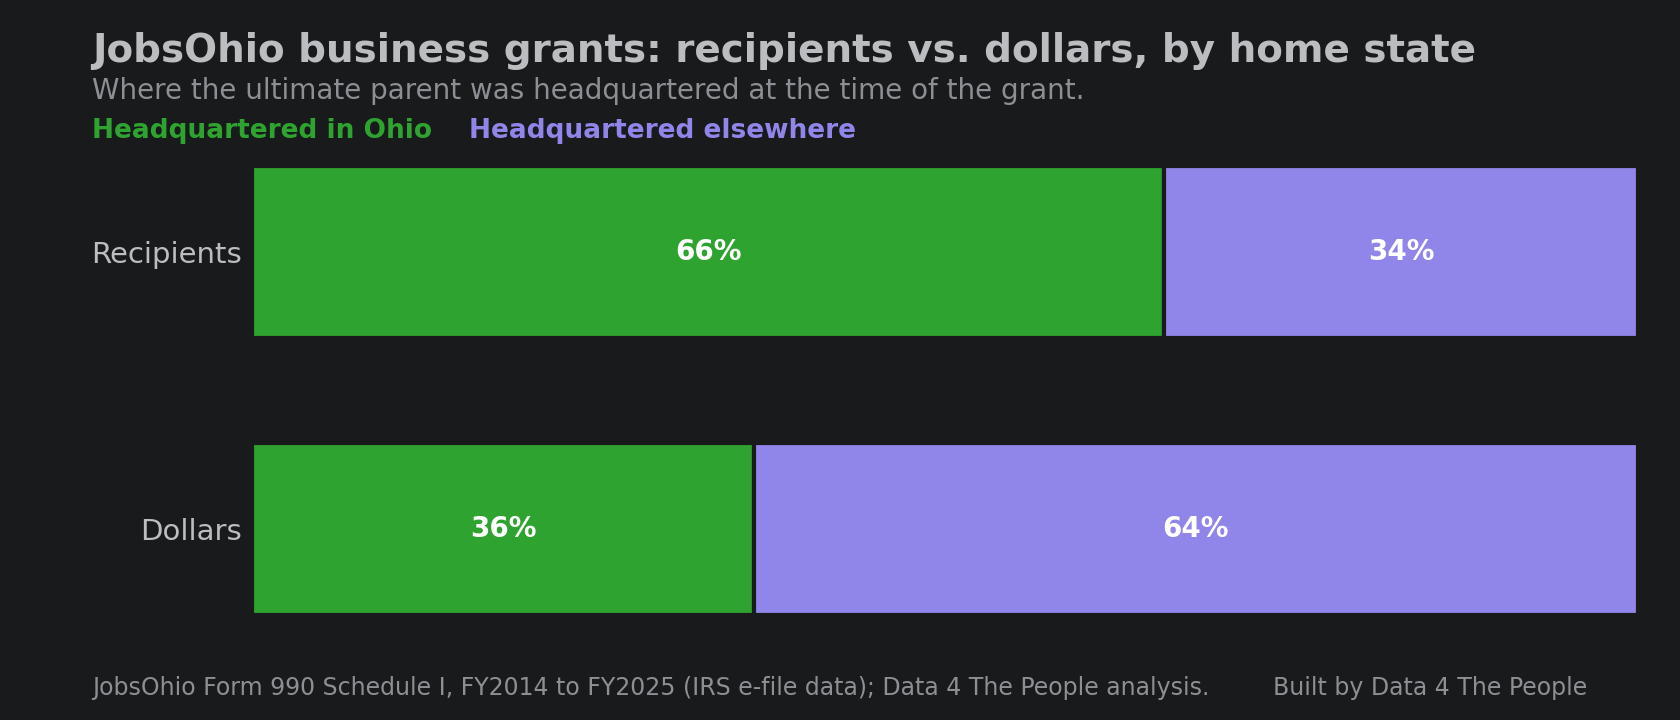 JobsOhio business grants: recipients vs. dollars, by home state
Where the ultimate parent was headquartered at the time of the grant.
Headquartered in Ohio Headquartered elsewhere
Recipients 66% 34%
Dollars 36% 64%
JobsOhio Form 990 Schedule I, FY2014 to FY2025 (IRS e-file data); Data 4 The People analysis. Built by Data 4 The People